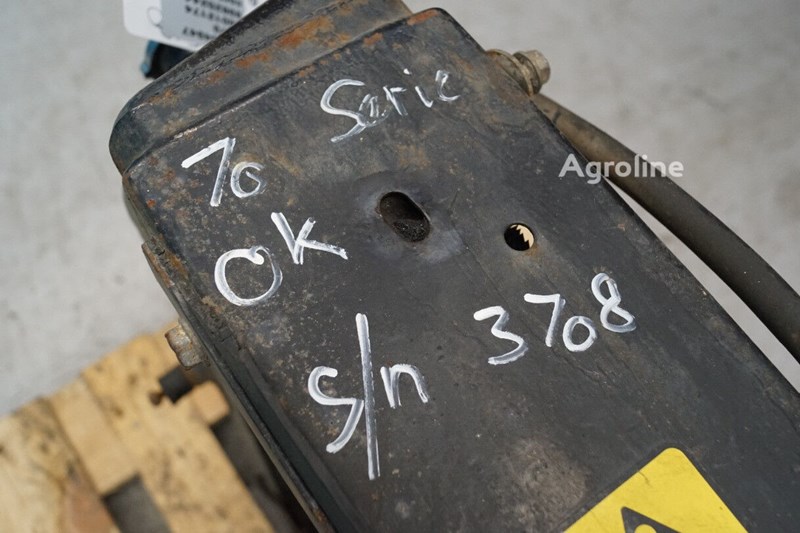 70 Serie
OK
S/n 3708
Agroline